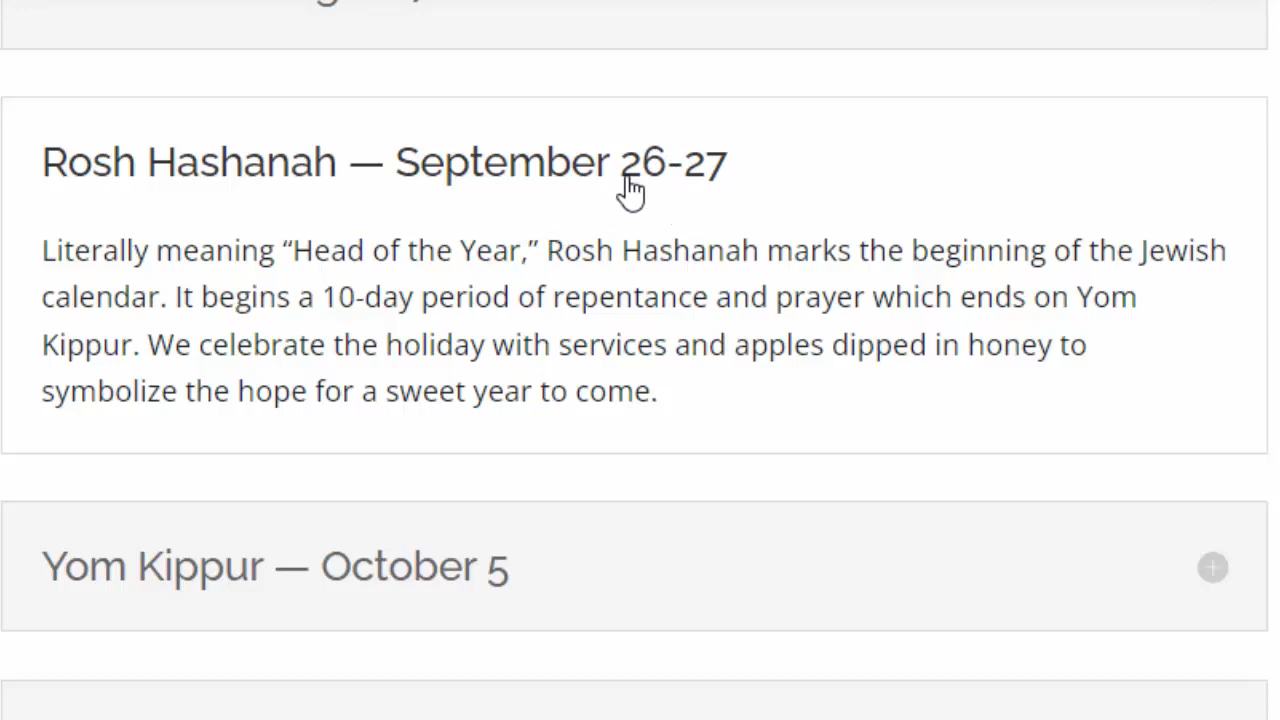 Rosh Hashanah — September 26-27
Literally meaning “Head of the Year,” Rosh Hashanah marks the beginning of the Jewish
calendar. It begins a 10-day period of repentance and prayer which ends on Yom
Kippur. We celebrate the holiday with services and apples dipped in honey to
symbolize the hope for a sweet year to come.
Yom Kippur — October 5